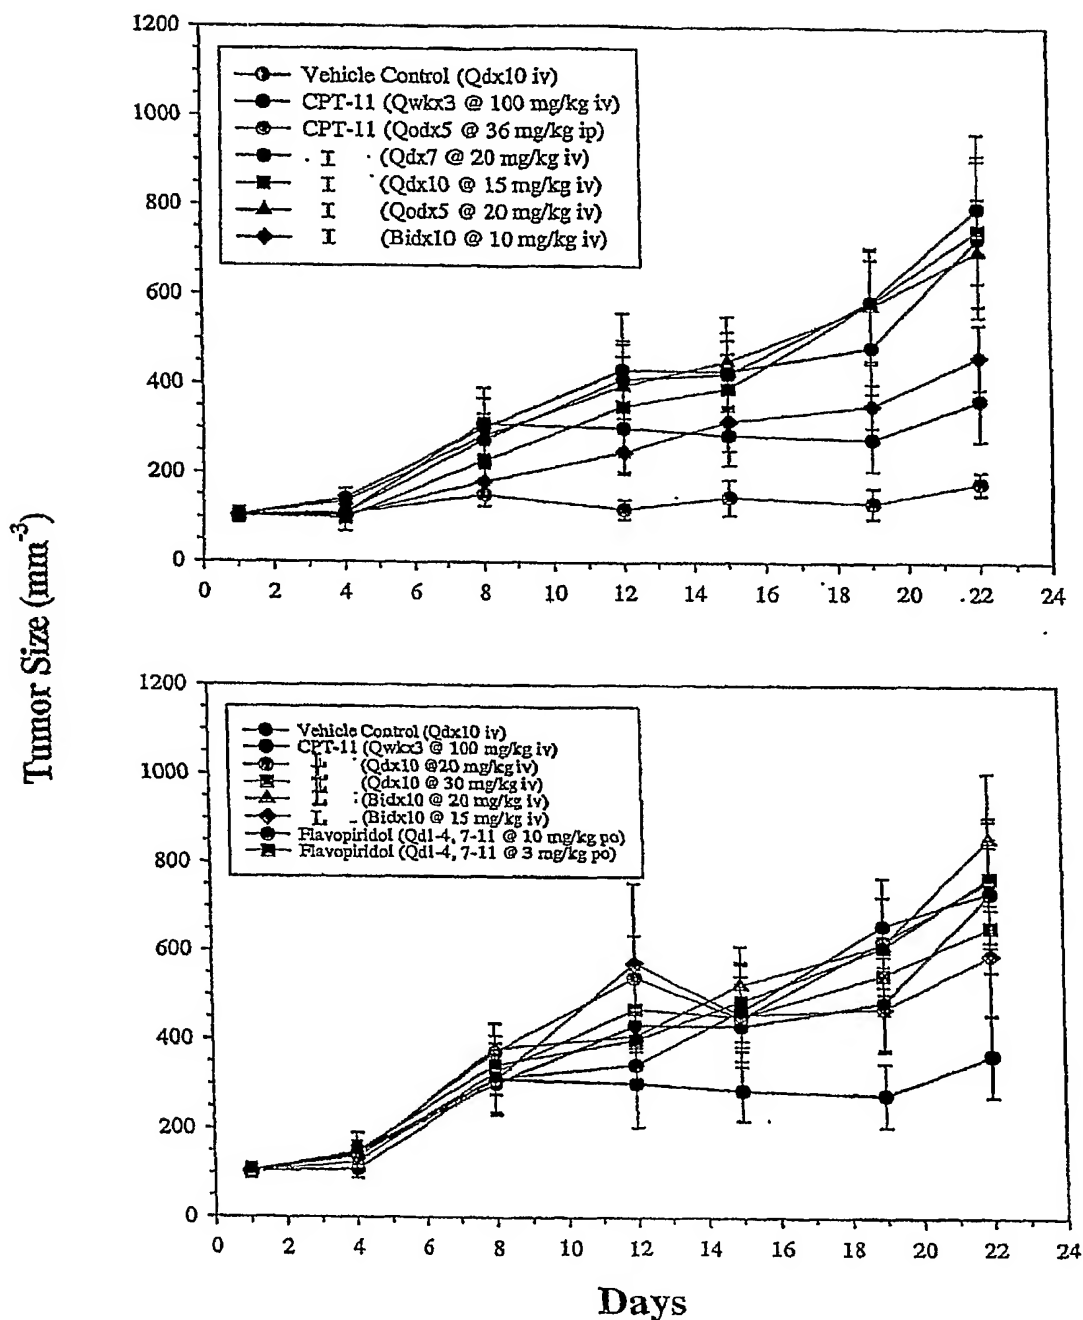 Tumor Size (mm-3)
1200
1000
800
600
400
200
0
Vehicle Control (Qdx10 iv)
CPT-11 (Qwkx3 @ 100 mg/kg iv)
CPT-11 (Qodx5 @ 36 mg/kg ip)
I (Qdx7 @ 20 mg/kg iv)
I (Qdx10 @ 15 mg/kg iv)
I (Qodx5 @ 20 mg/kg iv)
I (Bidx10 @ 10 mg/kg iv)
0 2 4 6 8 10 12 14 16 18 20 22 24
1200
1000
800
600
400
200
0
Vehicle Control (Qdx10 iv)
CPT-11 (Qwkx3 @ 100 mg/kg iv)
(Qdx10 @20 mg/kg iv)
(Qdx10 @ 30 mg/kg iv)
(Bidx10 @ 20 mg/kg iv)
(Bidx10 @ 15 mg/kg iv)
Flavopiridol (Qd1-4, 7-11 @ 10 mg/kg po)
Flavopiridol (Qd1-4, 7-11 @ 3 mg/kg po)
0 2 4 6 8 10 12 14 16 18 20 22 24
Days